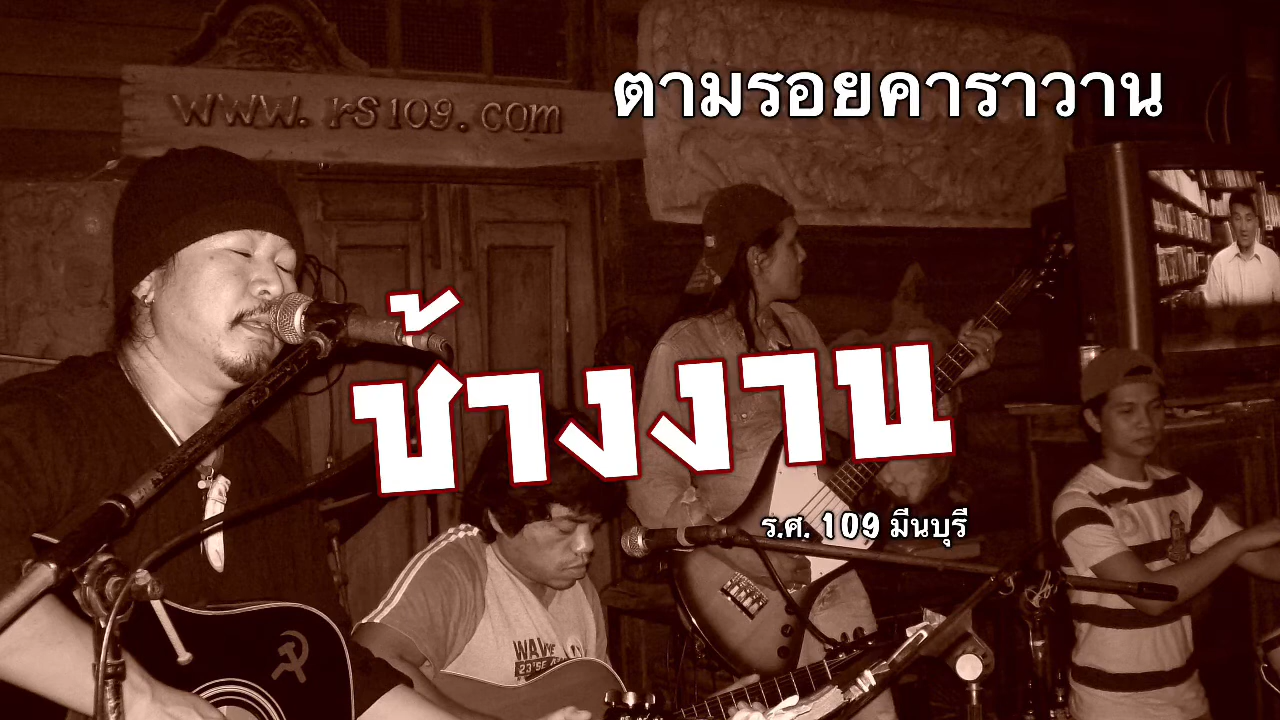 ตามรอยคาราวาน
www.rs109.com
ช้างงาน
ร.ศ. 109 มีนบุรี